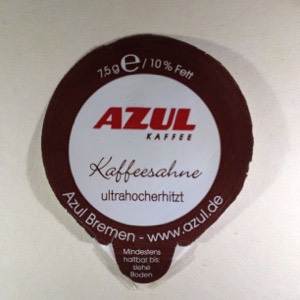 7,5 g ℮ / 10 % Fett
AZUL
KAFFEE
Kaffeesahne
ultrahocherhitzt
Azul Bremen - www.azul.de
Mindestens
haltbar bis:
siehe
Boden